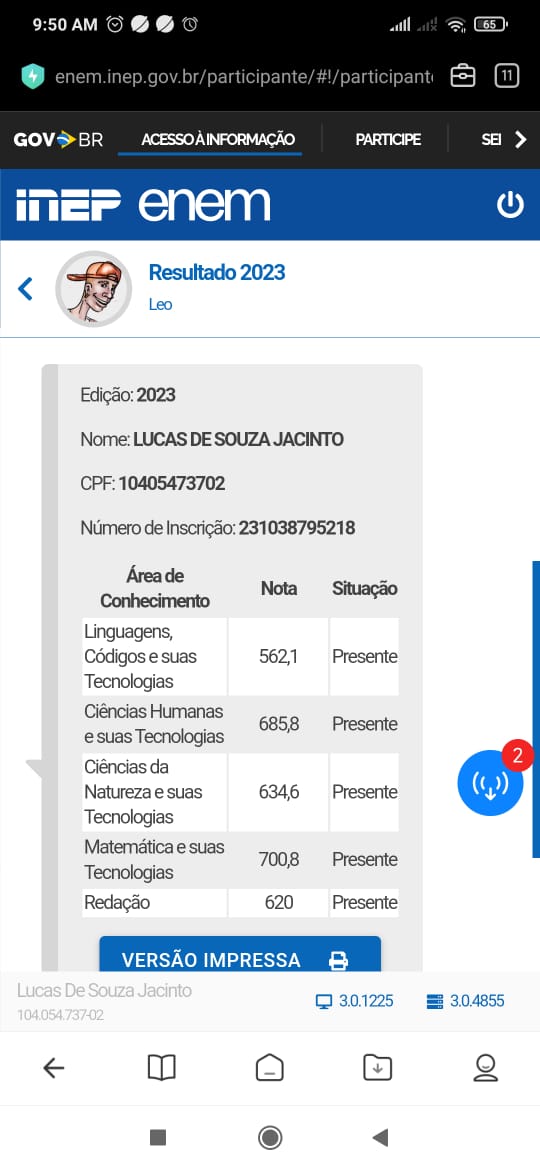 9:50 AM 65
enem.inep.gov.br/participante/#!/participant 11
GOV BR ACESSO À INFORMAÇÃO PARTICIPE SEI
inep enem
Resultado 2023
Leo
Edição: 2023
Nome: LUCAS DE SOUZA JACINTO
CPF: 10405473702
Número de Inscrição: 231038795218
Área de
Conhecimento Nota Situação
Linguagens,
Códigos e suas 562,1 Presente
Tecnologias
Ciências Humanas
e suas Tecnologias 685,8 Presente
Ciências da
Natureza e suas 634,6 Presente
Tecnologias
Matemática e suas
Tecnologias 700,8 Presente
Redação 620 Presente
2
VERSÃO IMPRESSA
Lucas De Souza Jacinto
104.054.737-02
3.0.1225 3.0.4855